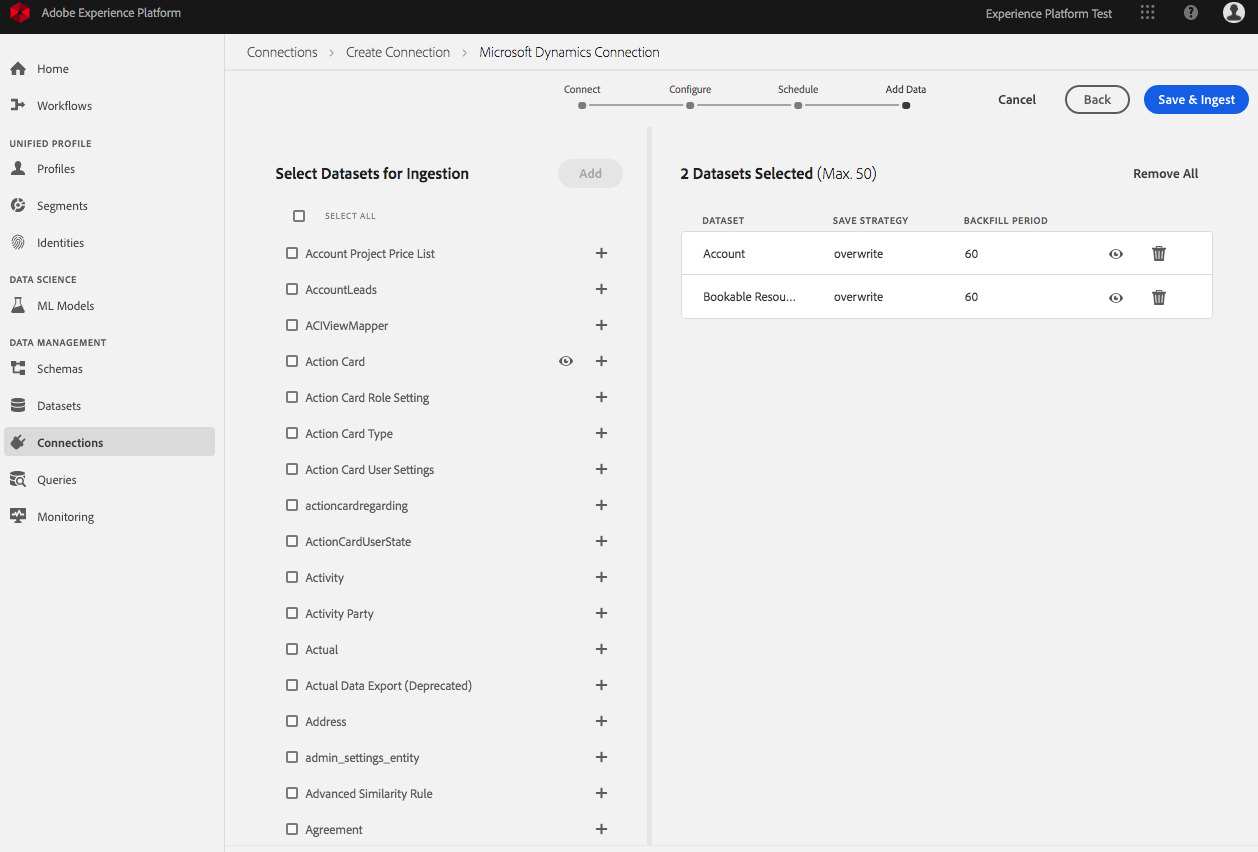 Adobe Experience Platform
Experience Platform Test
Home
Workflows
UNIFIED PROFILE
Profiles
Segments
Identities
DATA SCIENCE
ML Models
DATA MANAGEMENT
Schemas
Datasets
Connections
Queries
Monitoring
Connections > Create Connection > Microsoft Dynamics Connection
Connect Configure Schedule Add Data
Cancel Back Save & Ingest
Select Datasets for Ingestion Add
SELECT ALL
Account Project Price List
AccountLeads
ACIViewMapper
Action Card
Action Card Role Setting
Action Card Type
Action Card User Settings
actioncardregarding
ActionCardUserState
Activity
Activity Party
Actual
Actual Data Export (Deprecated)
Address
admin_settings_entity
Advanced Similarity Rule
Agreement
2 Datasets Selected (Max. 50) Remove All
DATASET SAVE STRATEGY BACKFILL PERIOD
Account overwrite 60
Bookable Resou... overwrite 60